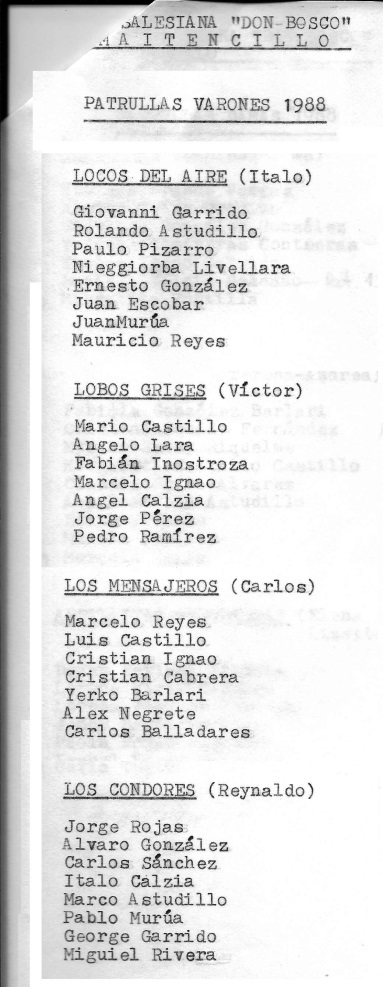 SALESIANA "DON BOSCO"
MAITENCILLO
PATRULLAS VARONES 1988
LOCOS DEL AIRE (Italo)
Giovanni Garrido
Rolando Astudillo
Paulo Pizarro
Nieggiorba Livellara
Ernesto González
Juan Escobar
JuanMurúa
Mauricio Reyes
LOBOS GRISES (Víctor)
Mario Castillo
Angelo Lara
Fabián Inostroza
Marcelo Ignao
Angel Calzia
Jorge Pérez
Pedro Ramírez
LOS MENSAJEROS (Carlos)
Marcelo Reyes
Luis Castillo
Cristian Ignao
Cristian Cabrera
Yerko Barlari
Alex Negrete
Carlos Balladares
LOS CONDORES (Reynaldo)
Jorge Rojas
Alvaro González
Carlos Sánchez
Italo Calzia
Marco Astudillo
Pablo Murúa
George Garrido
Miguiel Rivera